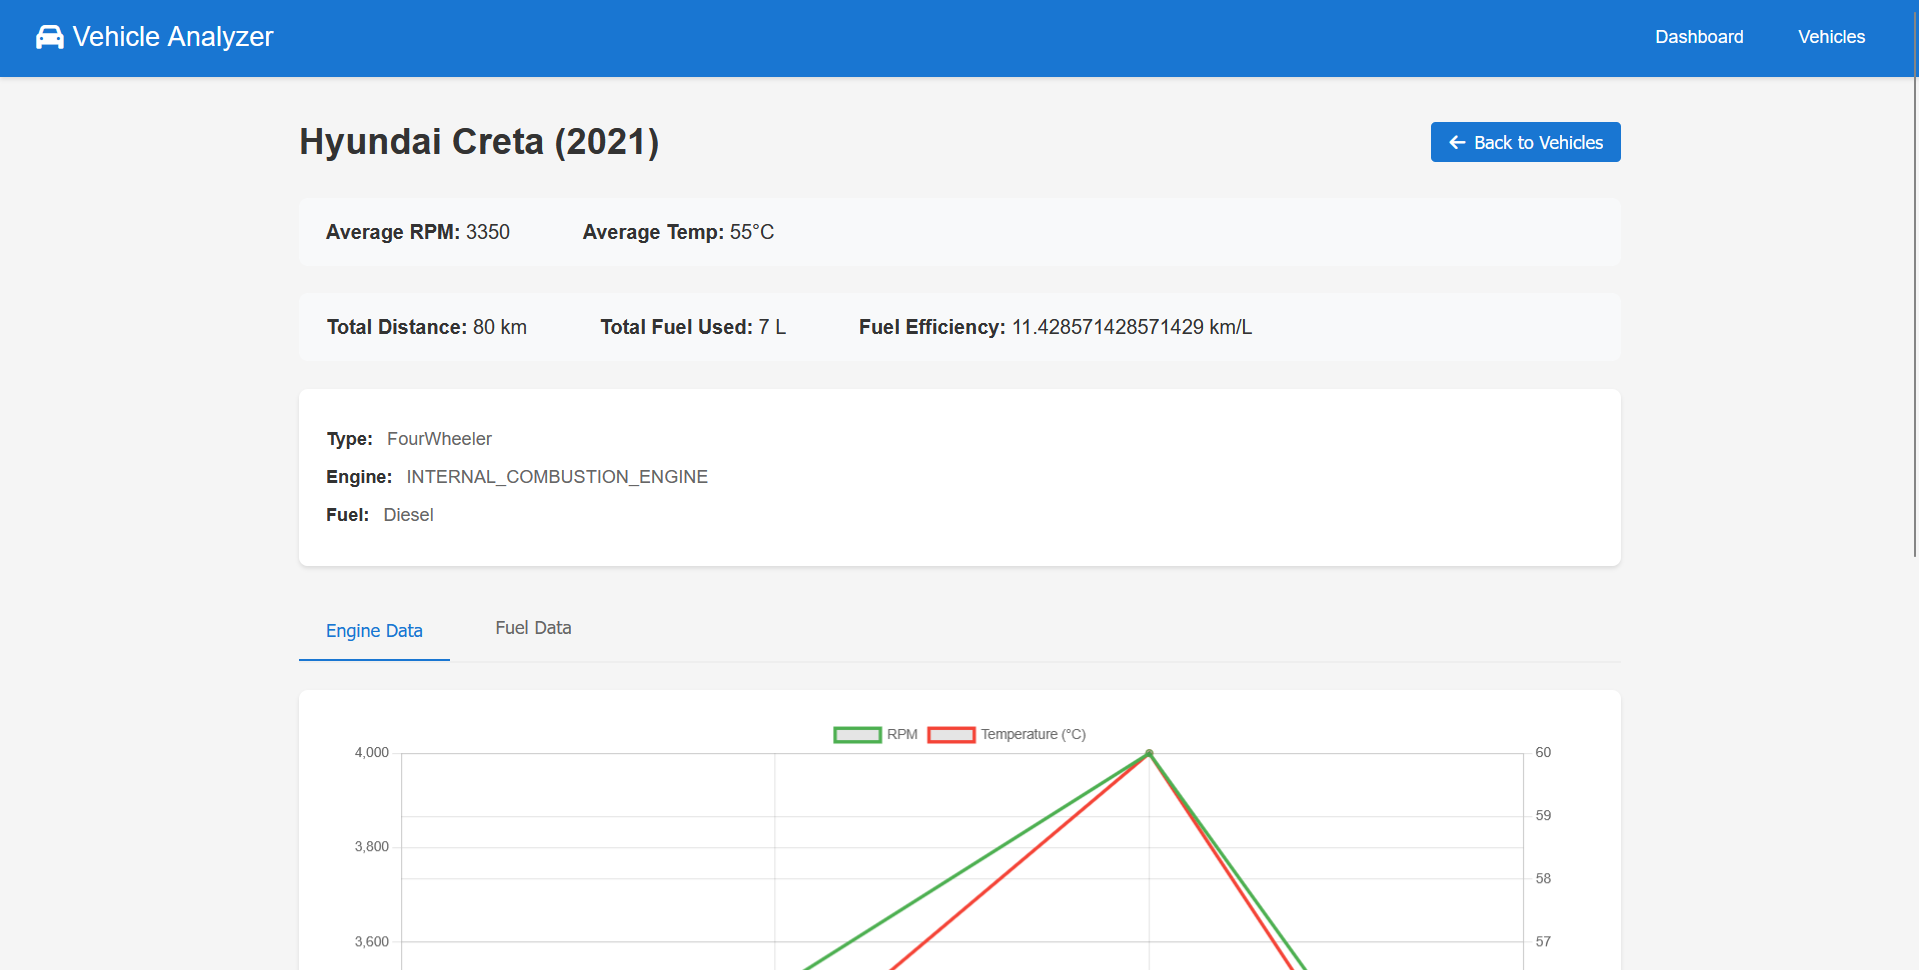 Vehicle Analyzer
Dashboard Vehicles
Hyundai Creta (2021)
Back to Vehicles
Average RPM: 3350 Average Temp: 55°C
Total Distance: 80 km Total Fuel Used: 7 L Fuel Efficiency: 11.428571428571429 km/L
Type: FourWheeler
Engine: INTERNAL_COMBUSTION_ENGINE
Fuel: Diesel
Engine Data Fuel Data
RPM Temperature (°C)
4,000 60
59
3,800
58
3,600 57